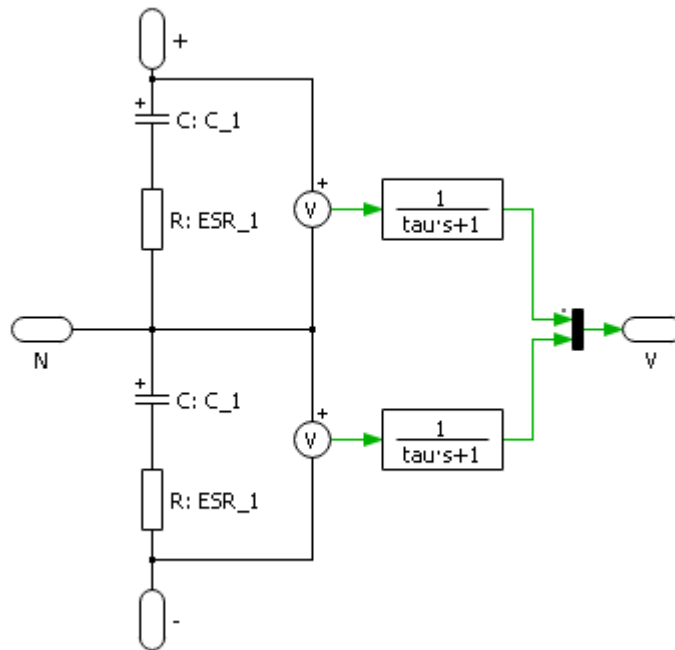 +
+
C: C_1
+
V
1
tau·s+1
R: ESR_1
N
V
+
C: C_1
+
V
1
tau·s+1
R: ESR_1
-